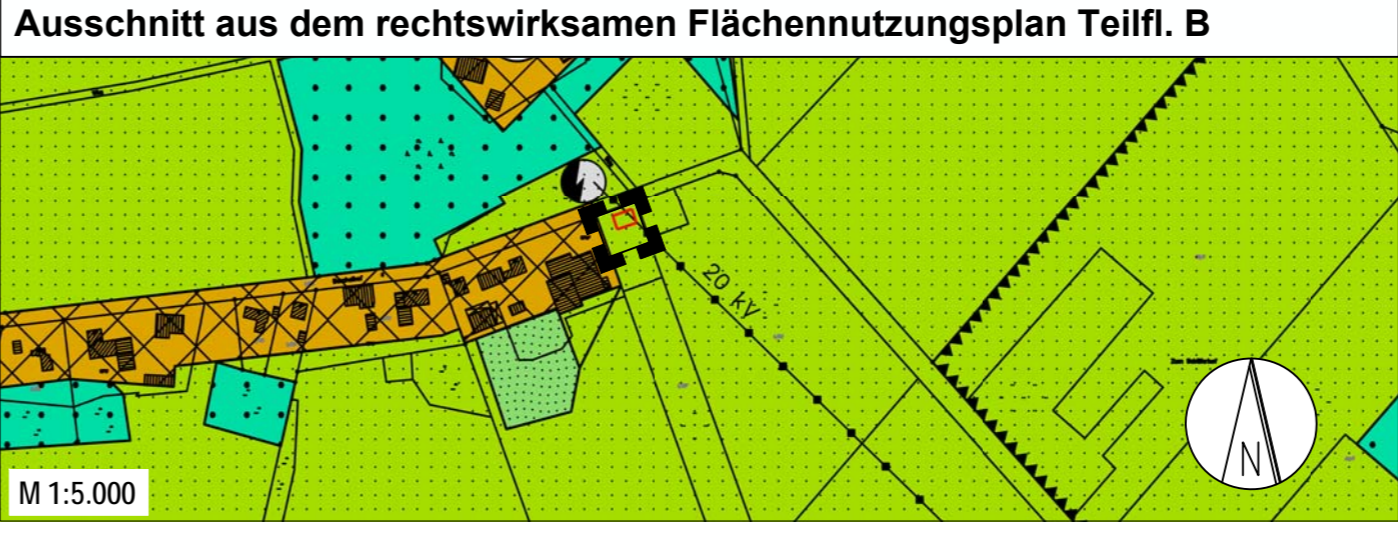 Ausschnitt aus dem rechtswirksamen Flächennutzungsplan Teilfl. B
20 kV
N
M 1:5.000